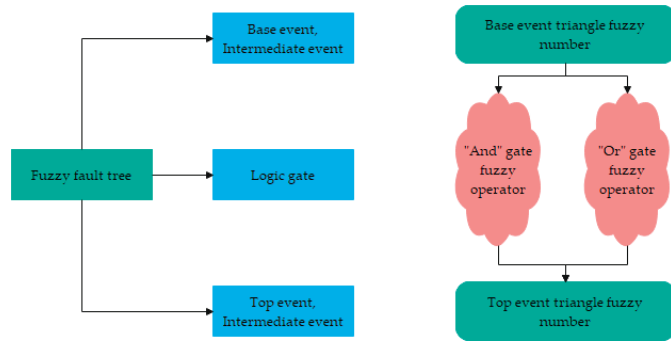 Base event,
Intermediate event
Fuzzy fault tree
Logic gate
Top event,
Intermediate event
Base event triangle fuzzy
number
"And" gate
fuzzy
operator
"Or" gate
fuzzy
operator
Top event triangle fuzzy
number